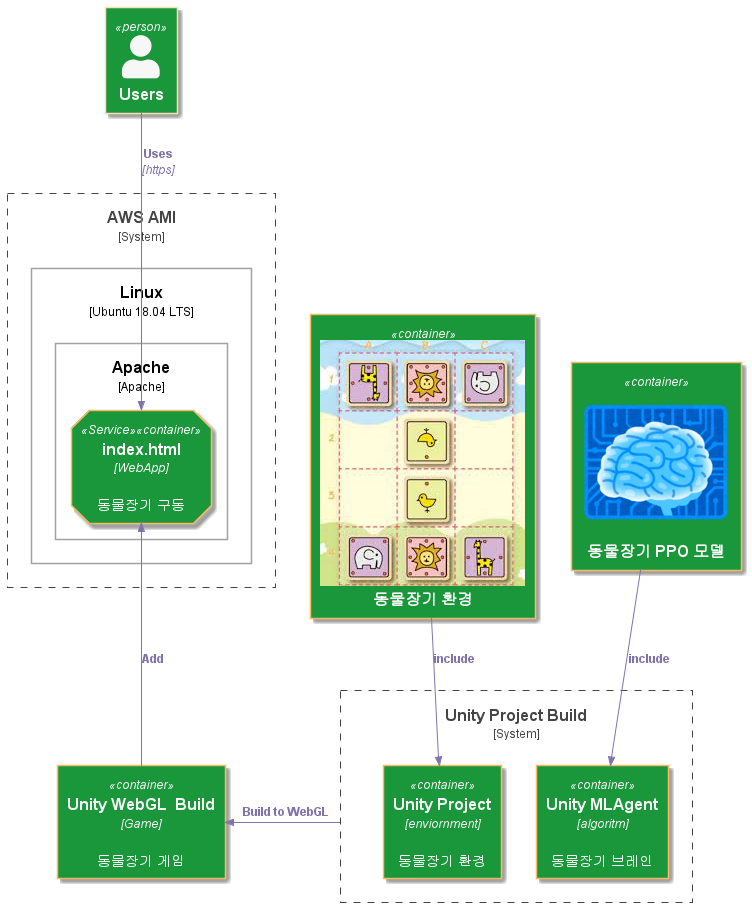 «person»
Users
Uses
[https]
AWS AMI
[System]
Linux
[Ubuntu 18.04 LTS]
Apache
[Apache]
«Service»«container»
index.html
[WebApp]
동물장기 구동
«container»
A B C
1
2
동물장기 환경
«container»
동물장기 PPO 모델
Add
include
include
Unity Project Build
[System]
«container»
Unity WebGL Build
[Game]
동물장기 게임
Build to WebGL
«container»
Unity Project
[enviornment]
동물장기 환경
«container»
Unity MLAgent
[algoritm]
동물장기 브레인